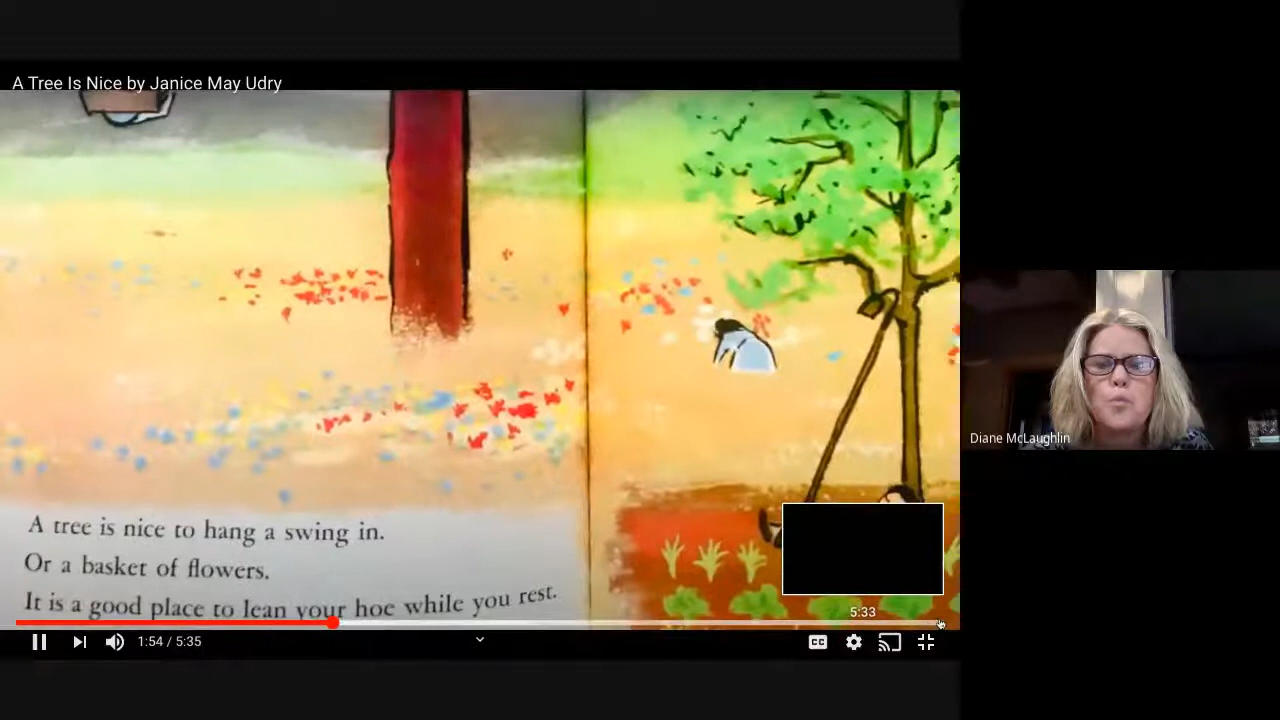 A Tree Is Nice by Janice May Udry
A tree is nice to hang a swing in.
Or a basket of flowers.
It is a good place to lean your hoe while you rest.
5:33
1:54 / 5:35
CC
Diane McLaughlin